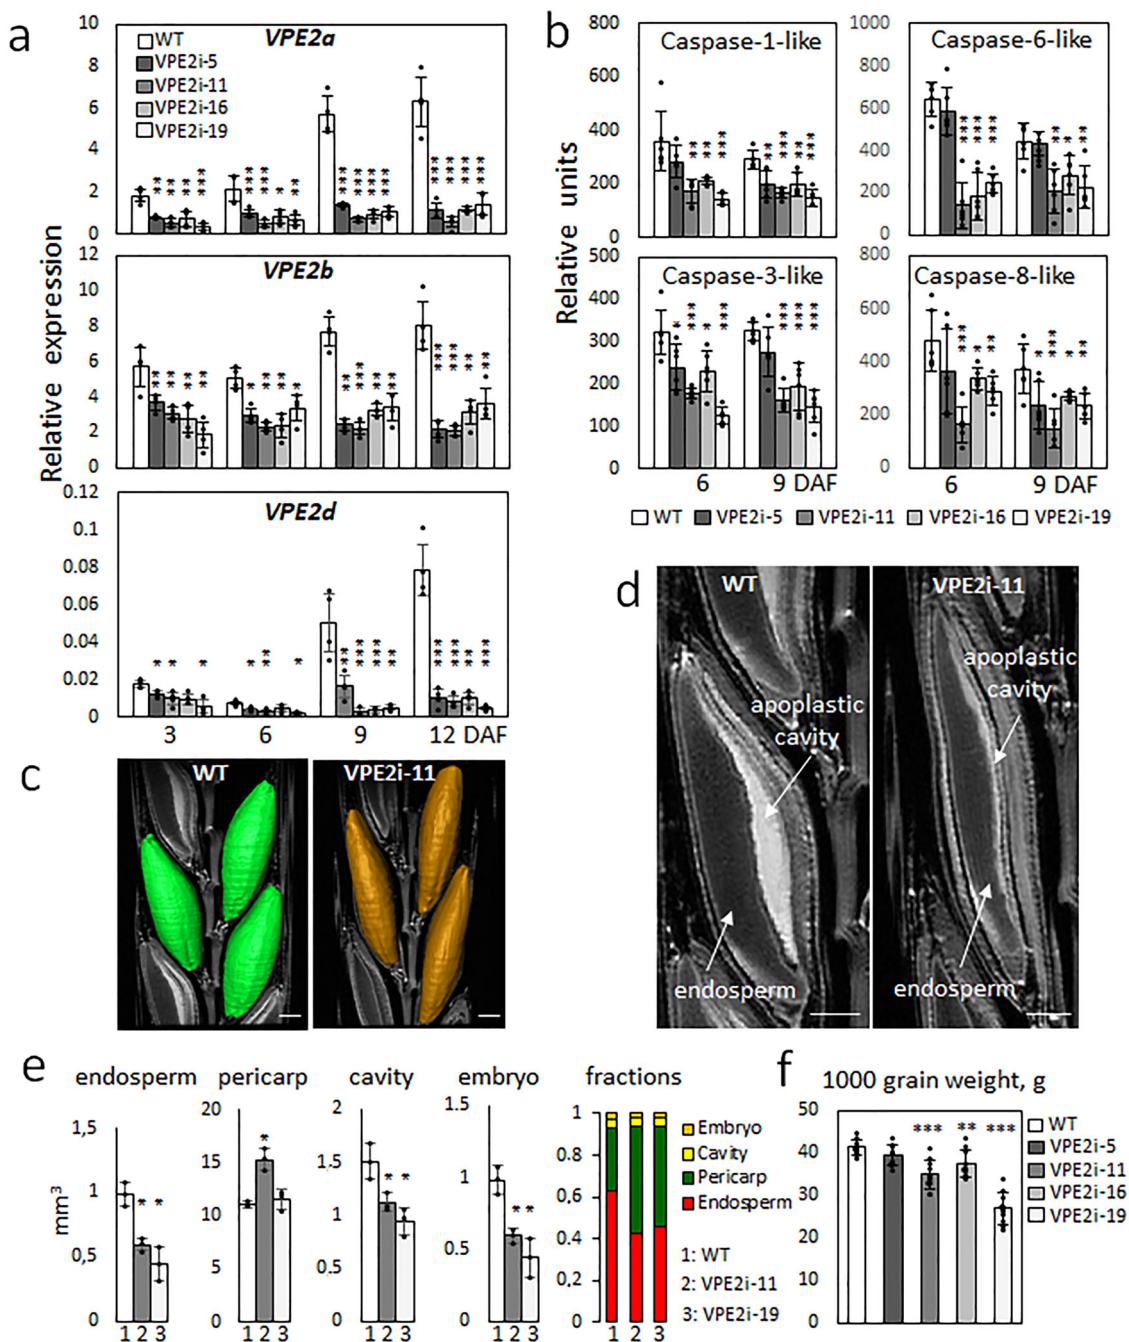 a
VPE2a
WT
VPE2i-5
VPE2i-11
VPE2i-16
VPE2i-19
10
8
6
4
2
0
*** *** *** ***
*** *** * **
*** *** *** ***
*** *** *** ***
VPE2b
12
10
8
6
4
2
0
** ** ** **
* ** ** *
** *** ** **
*** *** ** **
VPE2d
0.12
0.1
0.08
0.06
0.04
0.02
0
* * *
* ** *
** *** *** ***
*** *** ** ***
3 6 9 12 DAF
Relative expression
b
Caspase-1-like
800
600
400
200
0
** ** ***
** *** ** ***
Caspase-6-like
1000
800
600
400
200
0
*** *** ***
** * **
Caspase-3-like
500
400
300
200
100
0
* *** * ***
*** *** ***
Caspase-8-like
800
600
400
200
0
*** * **
* *** * *
6 9 DAF
6 9 DAF
Relative units
WT VPE2i-5 VPE2i-11 VPE2i-16 VPE2i-19
c
WT
VPE2i-11
d
WT
apoplastic
cavity
endosperm
VPE2i-11
apoplastic
cavity
endosperm
e
endosperm
1,5
1
0,5
0
mm³
* *
1 2 3
pericarp
20
15
10
5
0
*
1 2 3
cavity
2
1.5
1
0.5
0
* *
1 2 3
embryo
1.5
1
0.5
0
* *
1 2 3
fractions
1
0.8
0.6
0.4
0.2
0
1 2 3
Embryo
Cavity
Pericarp
Endosperm
1: WT
2: VPE2i-11
3: VPE2i-19
f
1000 grain weight, g
50
40
30
20
10
0
*** ** ***
WT
VPE2i-5
VPE2i-11
VPE2i-16
VPE2i-19